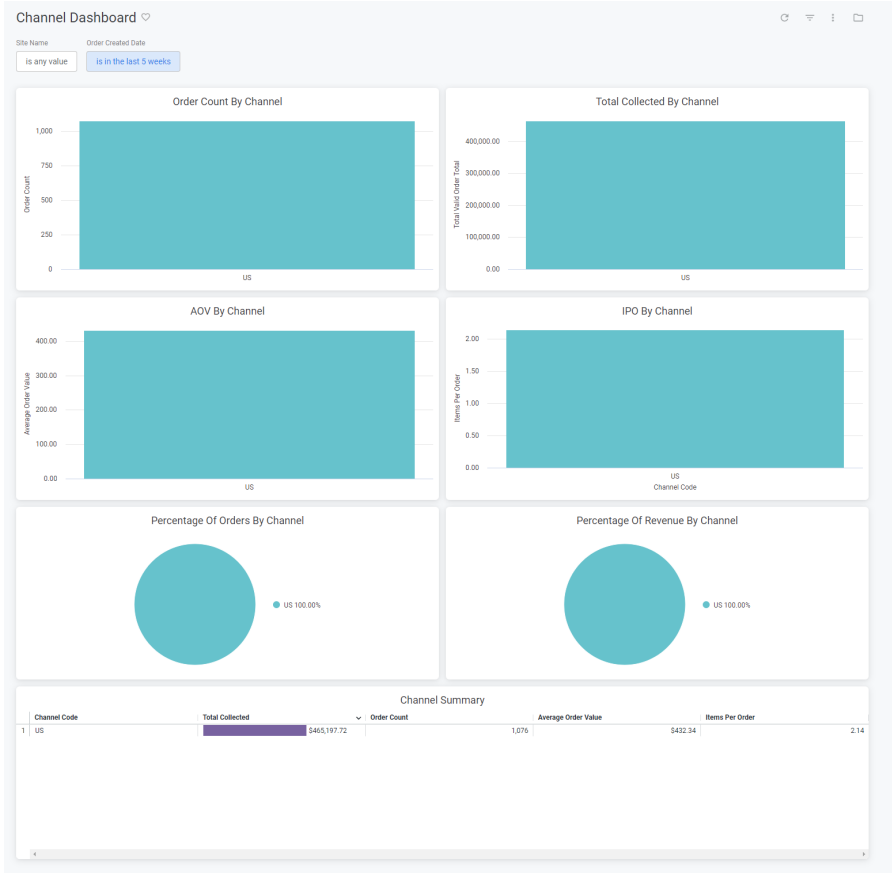 Channel Dashboard
Site Name Order Created Date
is any value is in the last 5 weeks
Order Count By Channel
Order Count
1,000
750
500
250
0
US
Total Collected By Channel
Total Valid Order Total
400,000.00
300,000.00
200,000.00
100,000.00
0.00
US
AOV By Channel
Average Order Value
400.00
300.00
200.00
100.00
0.00
US
IPO By Channel
Items Per Order
2.00
1.50
1.00
0.50
0.00
US
Channel Code
Percentage Of Orders By Channel
US 100.00%
Percentage Of Revenue By Channel
US 100.00%
Channel Summary
Channel Code Total Collected Order Count Average Order Value Items Per Order
1 US $465,197.72 1,076 $432.34 2.14